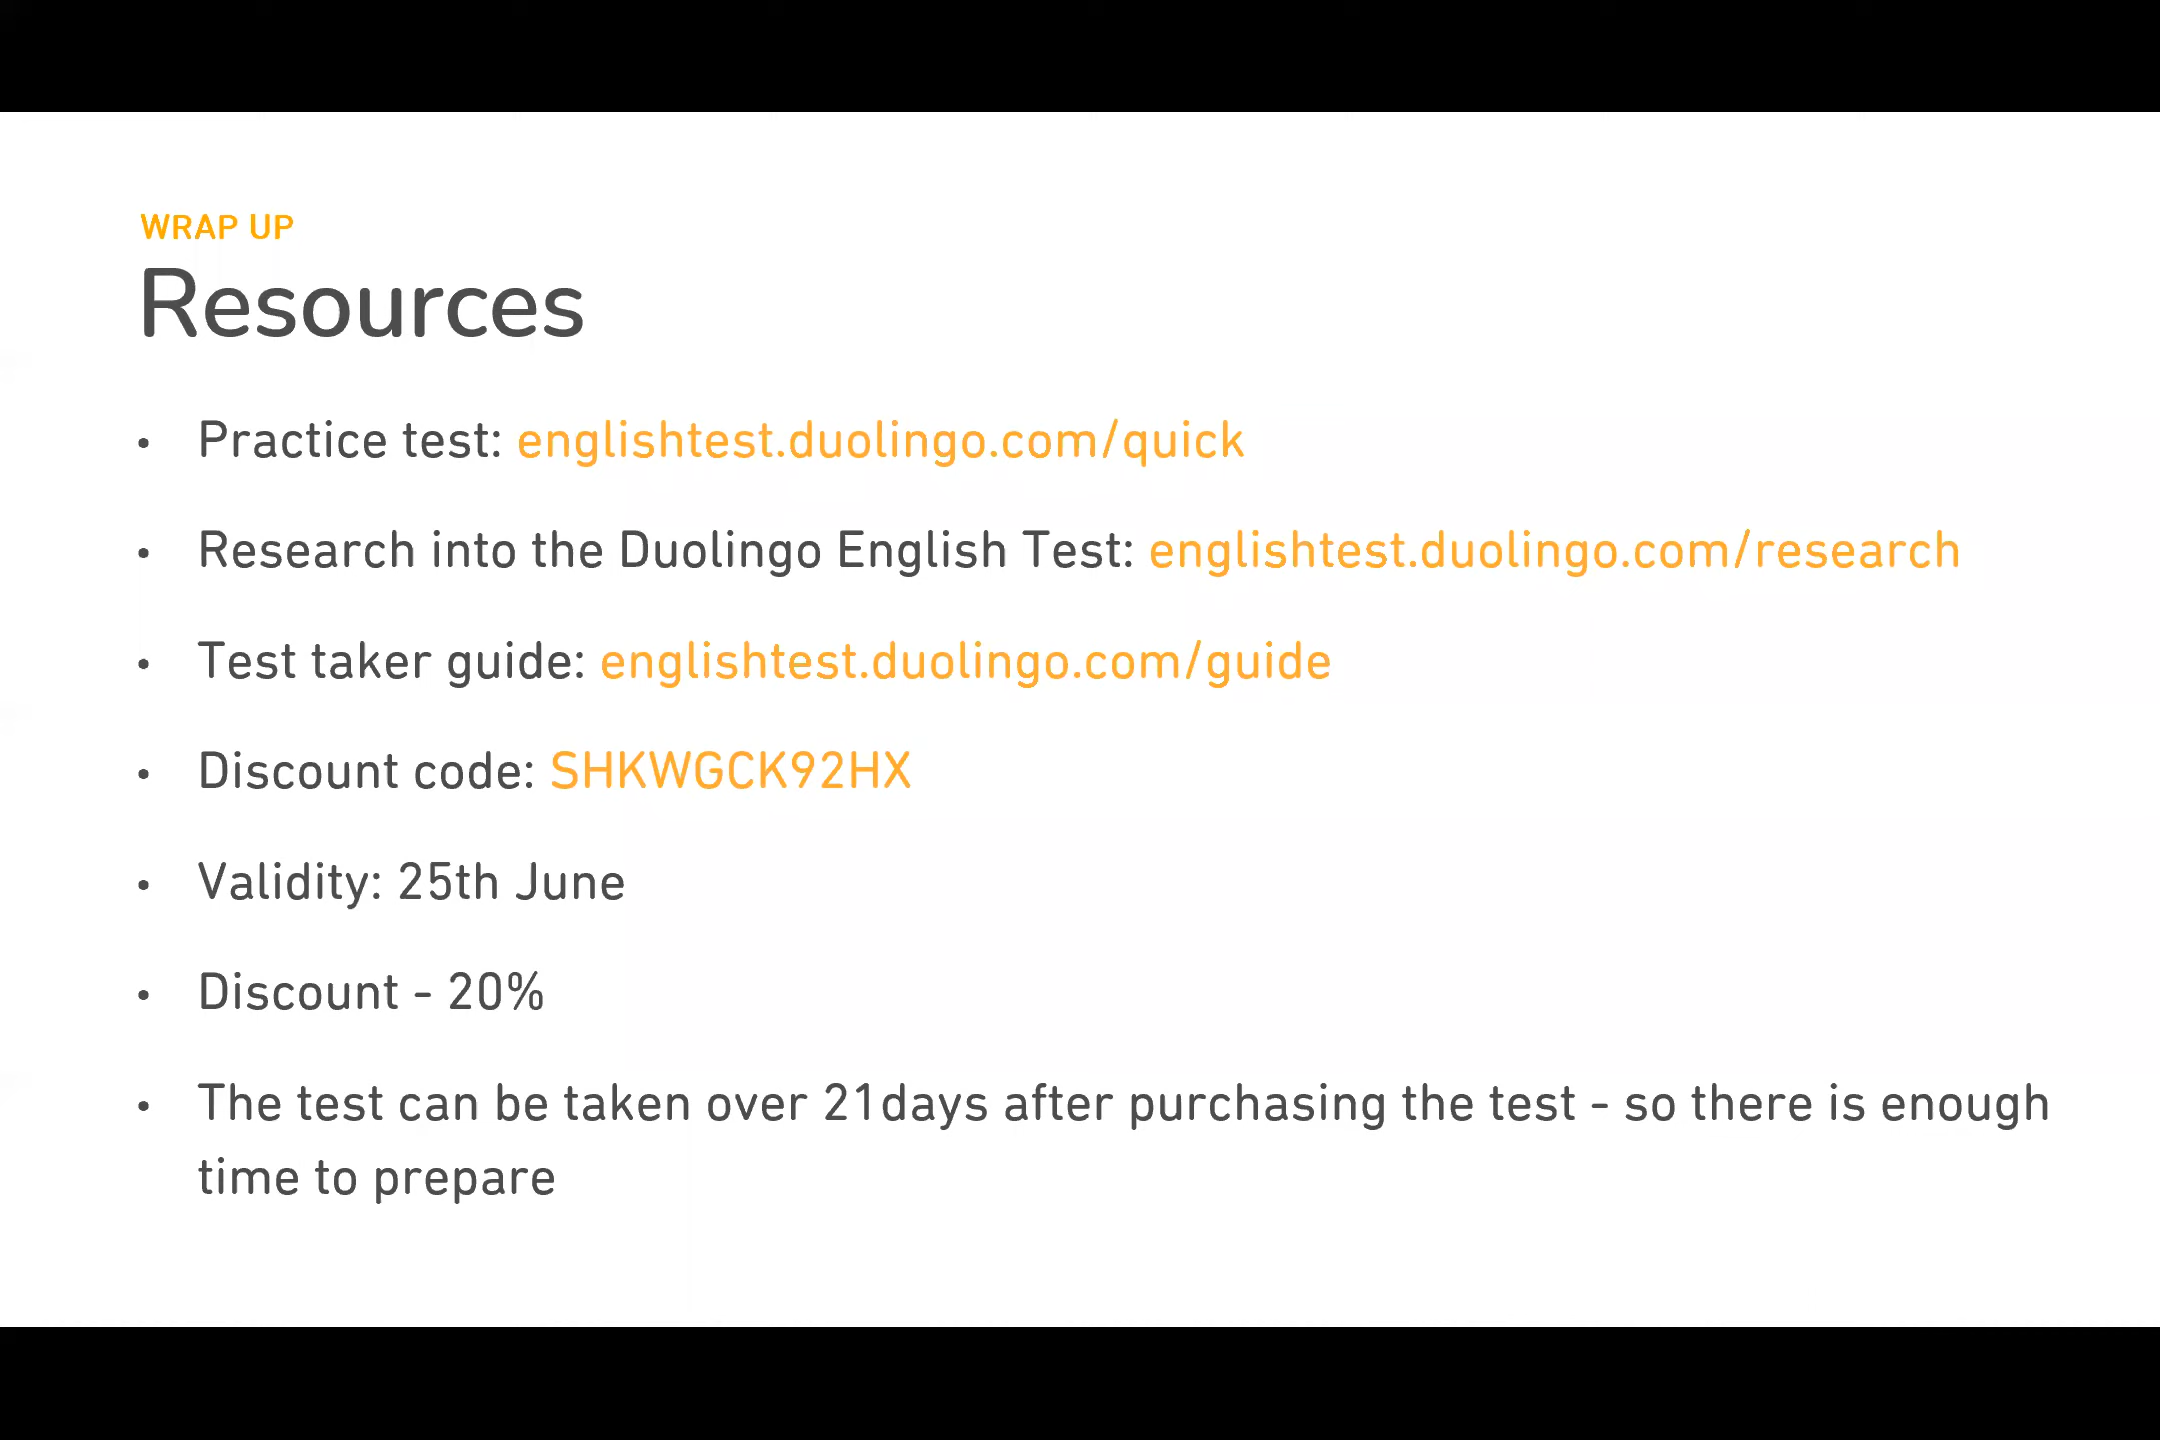 WRAP UP
Resources
• Practice test: englishtest.duolingo.com/quick
• Research into the Duolingo English Test: englishtest.duolingo.com/research
• Test taker guide: englishtest.duolingo.com/guide
• Discount code: SHKWGCK92HX
• Validity: 25th June
• Discount - 20%
• The test can be taken over 21days after purchasing the test - so there is enough
time to prepare